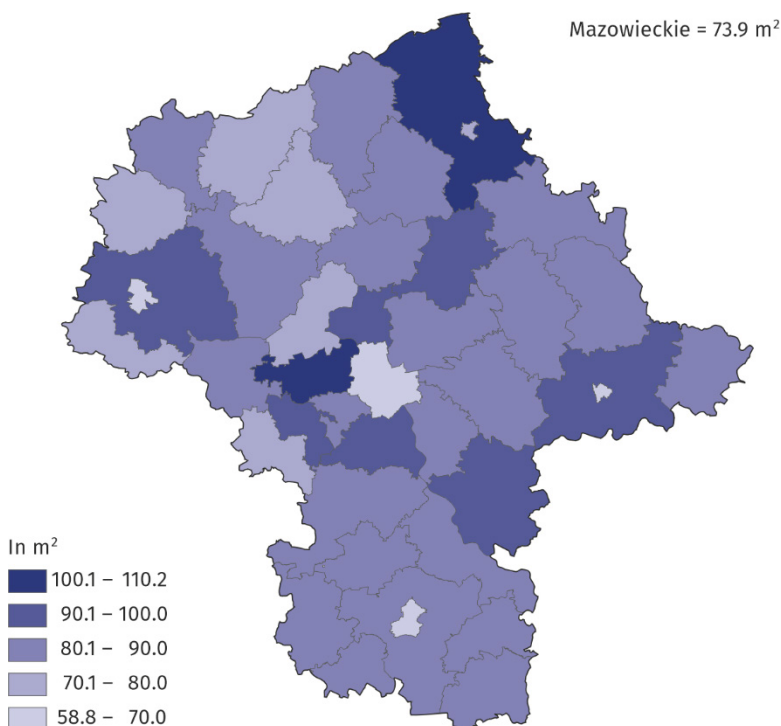 Mazowieckie = 73.9 m²
In m²
100.1 – 110.2
90.1 – 100.0
80.1 – 90.0
70.1 – 80.0
58.8 – 70.0